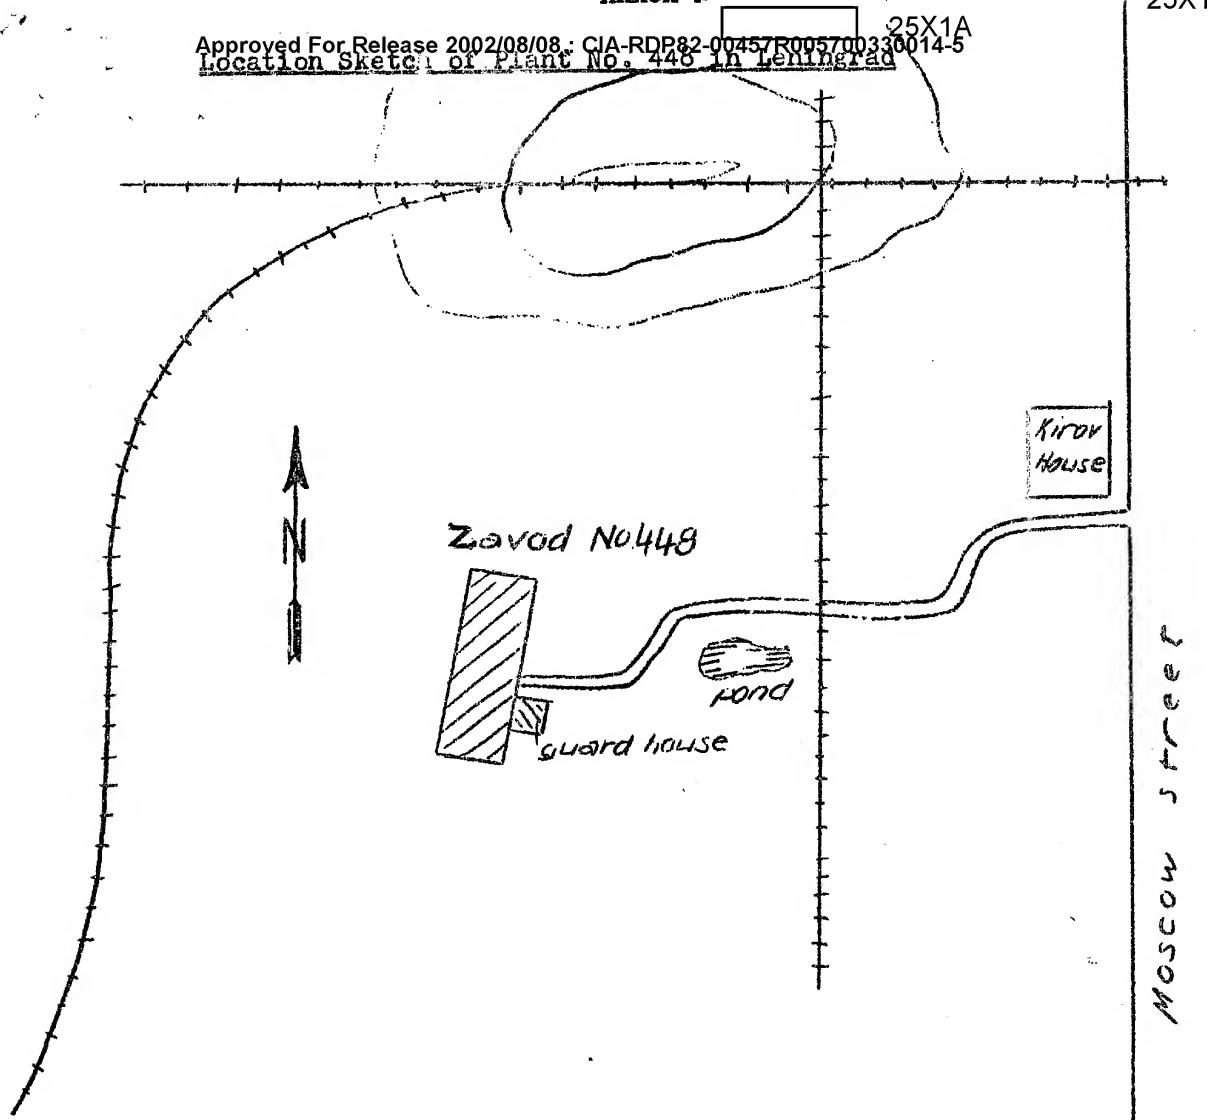 25X1A
Approved For Release 2002/08/08 : CIA-RDP82-00457R005700330014-5
Location Sketch of Plant No. 448 in Leningrad
Kirov
House
N
Zavod No.448
pond
guard house
Moscow street